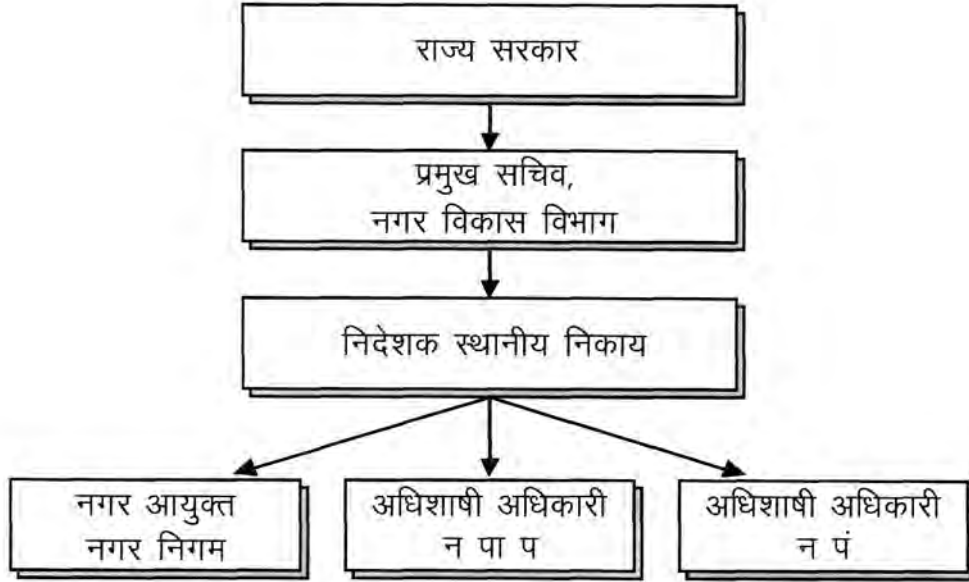 राज्य सरकार
प्रमुख सचिव,
नगर विकास विभाग
निदेशक स्थानीय निकाय
नगर आयुक्त
नगर निगम
अधिशाषी अधिकारी
न पा प
अधिशाषी अधिकारी
न पं